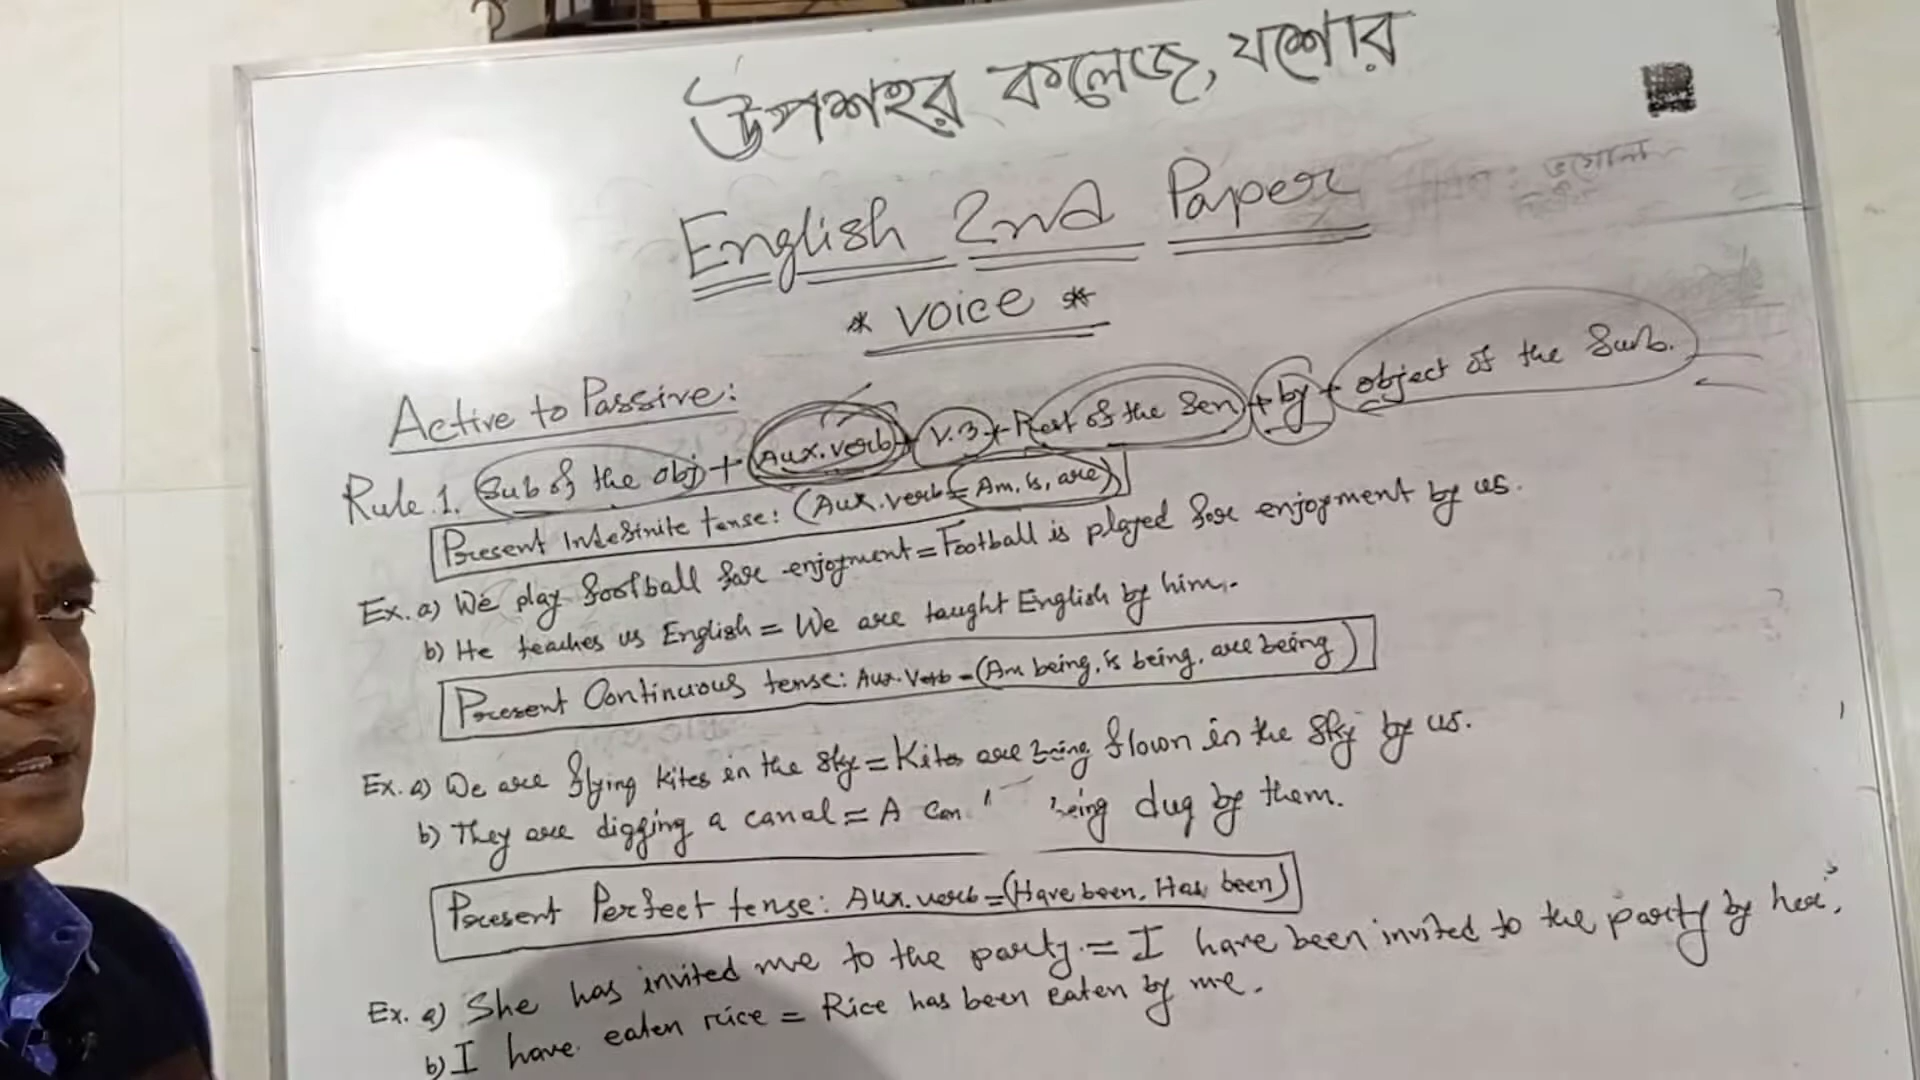 উপশহর কলেজ, যশোর
English 2nd Paper
* voice *
Active to Passive:
Rule.1. Sub of the obj + Aux.verb + V.3 + Rest of the Sen + by + object of the Sub.
Present Indefinite tense: (Aux.verb = Am, is, are)
Ex. a) We play football for enjoyment = Football is played for enjoyment by us.
b) He teaches us English = We are taught English by him.
Present Continuous tense: Aux.Verb = (Am being, is being, are being)
Ex. a) We are flying kites in the sky = Kites are being flown in the sky by us.
b) They are digging a canal = A being dug by them.
Present Perfect tense: Aux.verb = (Have been, Has been)
Ex. a) She has invited me to the party. = I have been invited to the party by her.
b) I have eaten rice = Rice has been eaten by me.